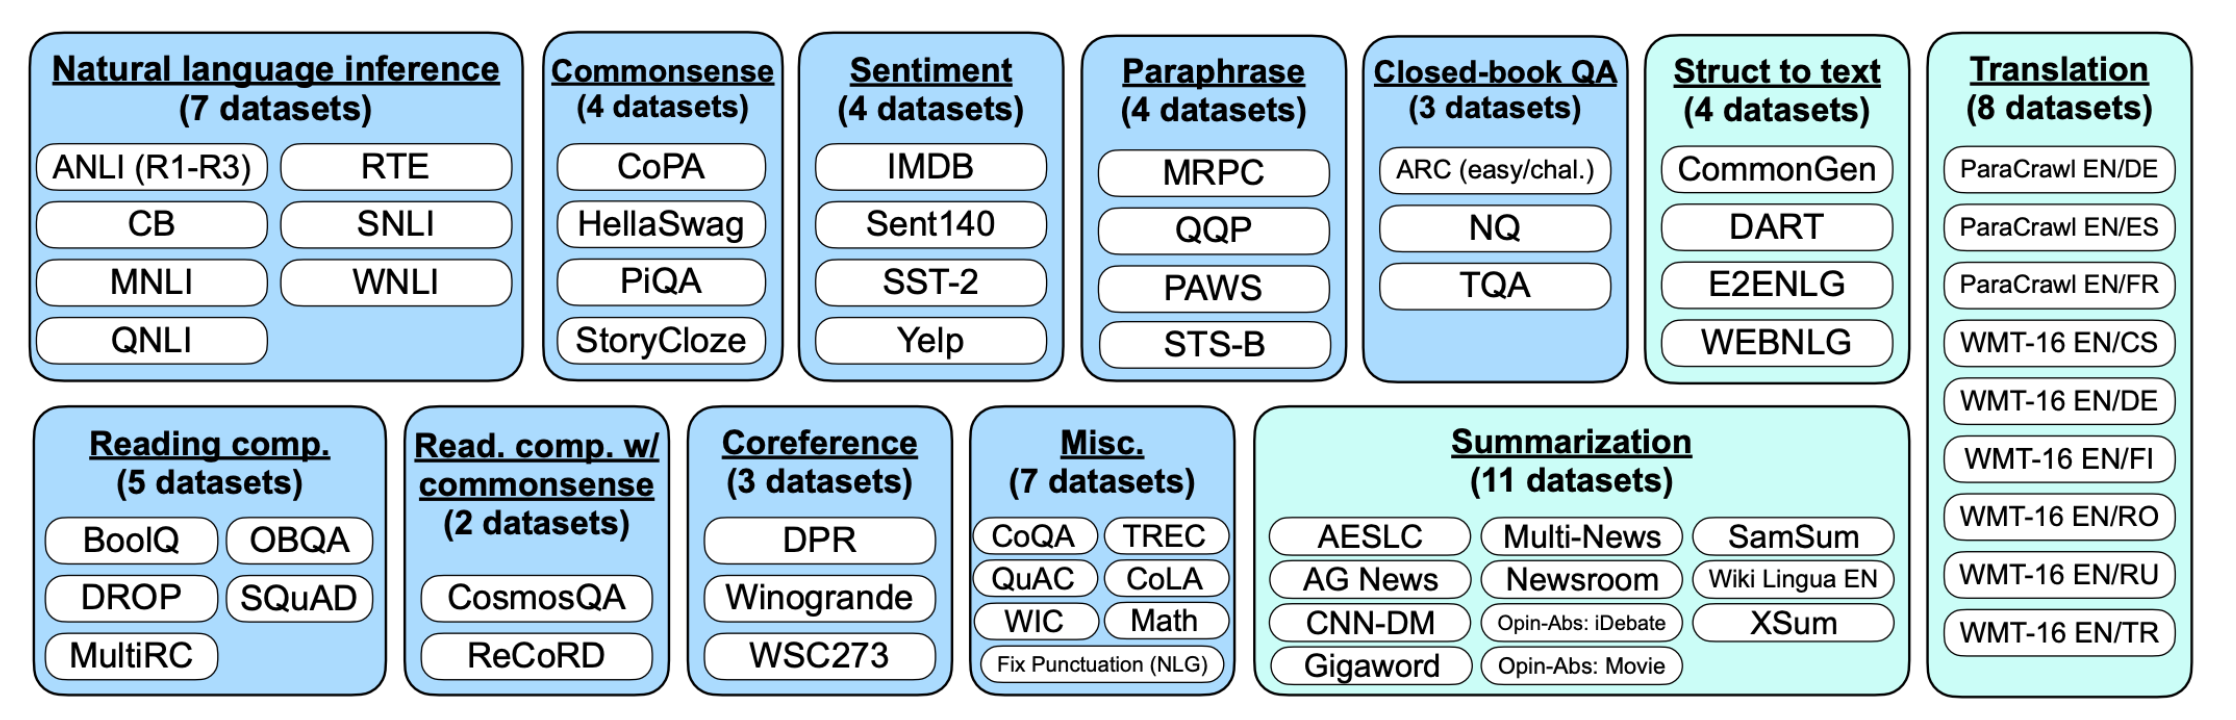 Natural language inference
(7 datasets)
ANLI (R1-R3)
RTE
CB
SNLI
MNLI
WNLI
QNLI
Commonsense
(4 datasets)
CoPA
HellaSwag
PiQA
StoryCloze
Sentiment
(4 datasets)
IMDB
Sent140
SST-2
Yelp
Paraphrase
(4 datasets)
MRPC
QQP
PAWS
STS-B
Closed-book QA
(3 datasets)
ARC (easy/chal.)
NQ
TQA
Struct to text
(4 datasets)
CommonGen
DART
E2ENLG
WEBNLG
Translation
(8 datasets)
ParaCrawl EN/DE
ParaCrawl EN/ES
ParaCrawl EN/FR
WMT-16 EN/CS
WMT-16 EN/DE
WMT-16 EN/FI
WMT-16 EN/RO
WMT-16 EN/RU
WMT-16 EN/TR
Reading comp.
(5 datasets)
BoolQ
OBQA
DROP
SQuAD
MultiRC
Read. comp. w/
commonsense
(2 datasets)
CosmosQA
ReCoRD
Coreference
(3 datasets)
DPR
Winogrande
WSC273
Misc.
(7 datasets)
CoQA
TREC
QuAC
CoLA
WIC
Math
Fix Punctuation (NLG)
Summarization
(11 datasets)
AESLC
Multi-News
SamSum
AG News
Newsroom
Wiki Lingua EN
CNN-DM
Opin-Abs: iDebate
XSum
Gigaword
Opin-Abs: Movie